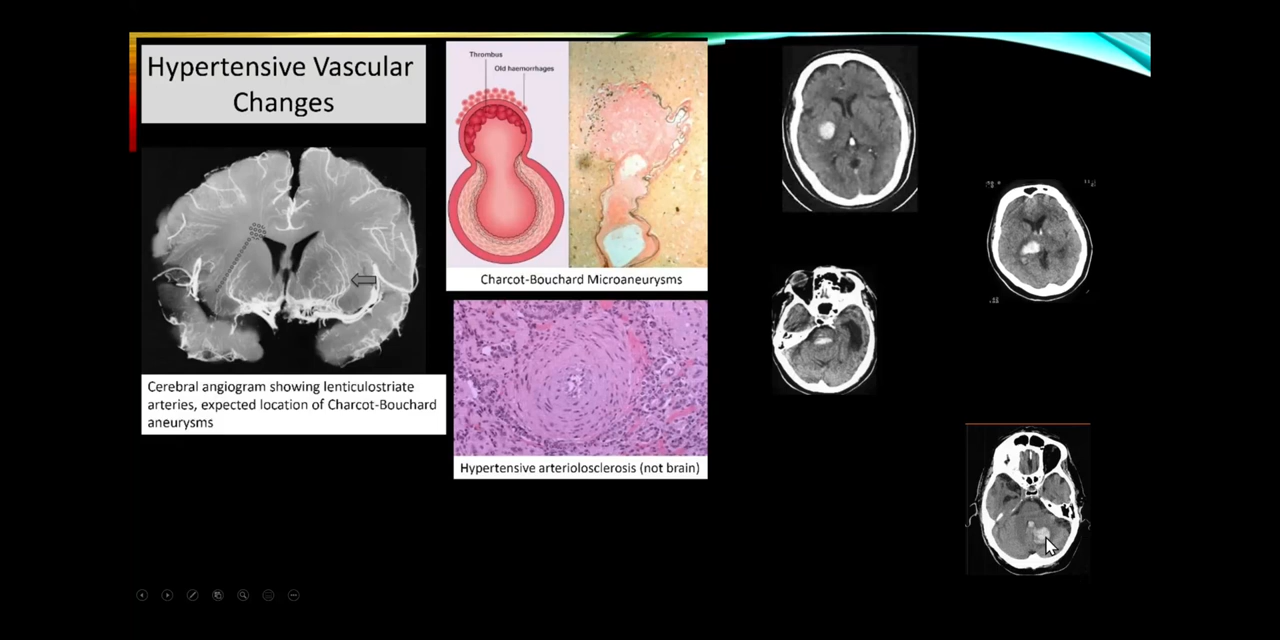 Hypertensive Vascular
Changes
Thrombus
Old haemorrhages
Charcot-Bouchard Microaneurysms
Cerebral angiogram showing lenticulostriate
arteries, expected location of Charcot-Bouchard
aneurysms
Hypertensive arteriolosclerosis (not brain)